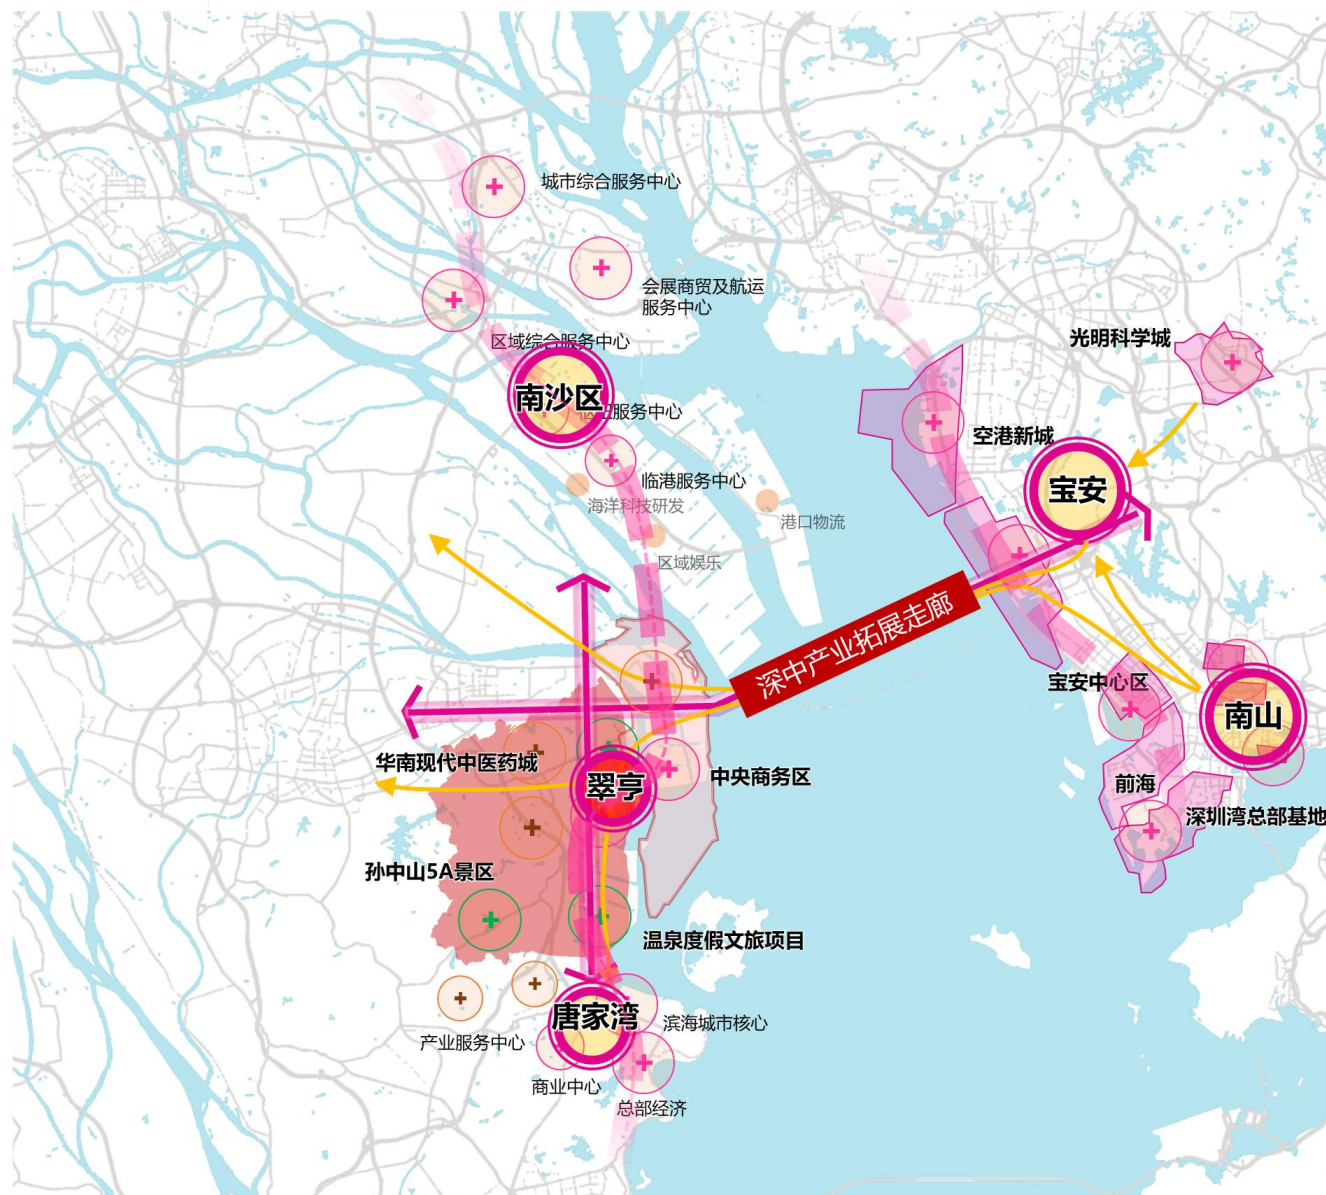 城市综合服务中心
会展商贸及航运
服务中心
区域综合服务中心
光明科学城
南沙区
服务中心
空港新城
临港服务中心
宝安
海洋科技研发
港口物流
区域娱乐
深中产业拓展走廊
宝安中心区
南山
华南现代中医药城
翠亨
中央商务区
前海
深圳湾总部基地
孙中山5A景区
温泉度假文旅项目
唐家湾
滨海城市核心
产业服务中心
商业中心
总部经济